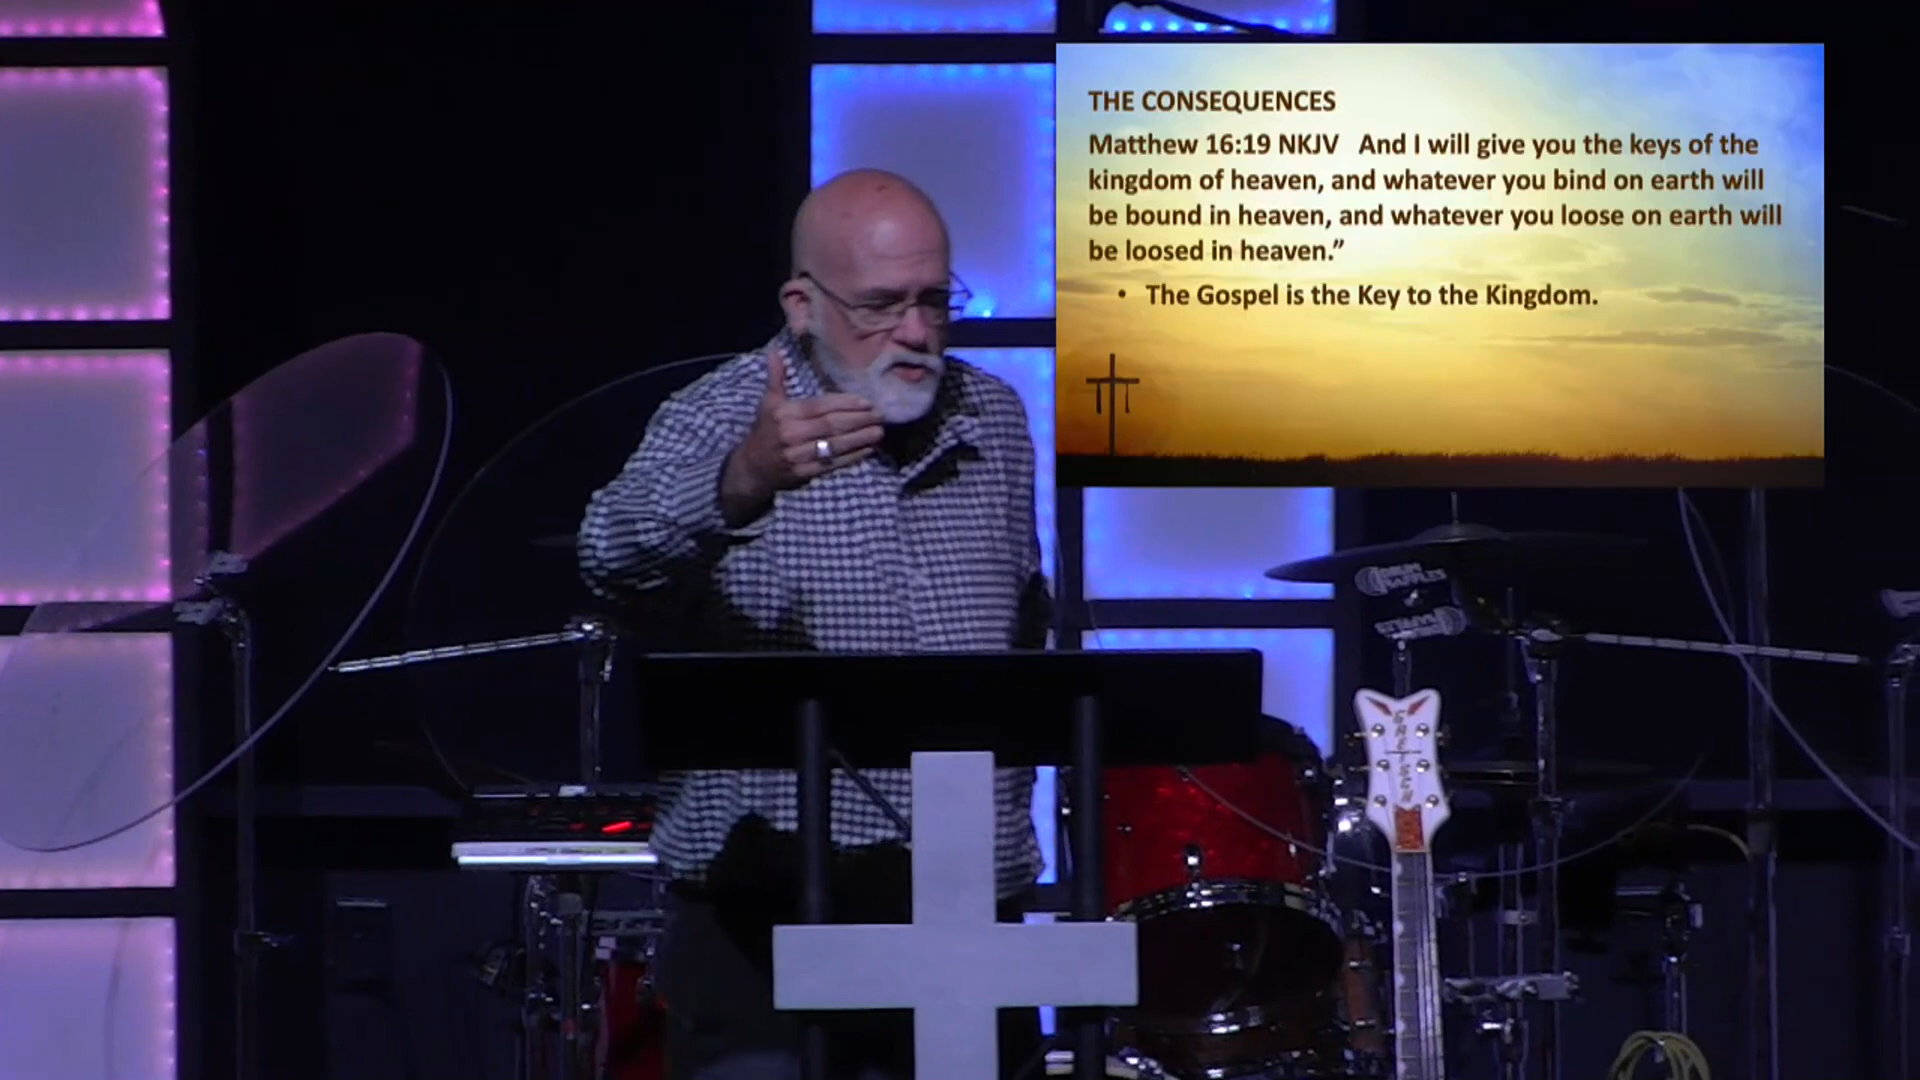 THE CONSEQUENCES
Matthew 16:19 NKJV And I will give you the keys of the
kingdom of heaven, and whatever you bind on earth will
be bound in heaven, and whatever you loose on earth will
be loosed in heaven.”
• The Gospel is the Key to the Kingdom.